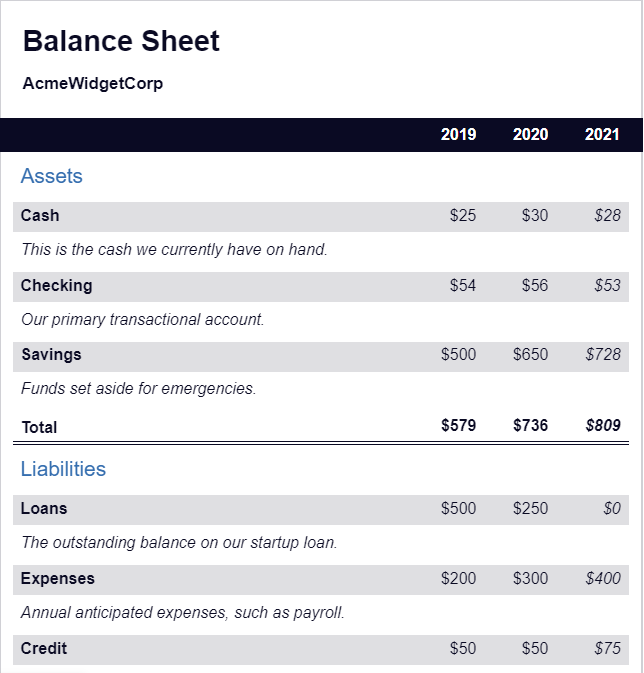 Balance Sheet
AcmeWidgetCorp
2019 2020 2021
Assets
Cash $25 $30 $28
This is the cash we currently have on hand.
Checking $54 $56 $53
Our primary transactional account.
Savings $500 $650 $728
Funds set aside for emergencies.
Total $579 $736 $809
Liabilities
Loans $500 $250 $0
The outstanding balance on our startup loan.
Expenses $200 $300 $400
Annual anticipated expenses, such as payroll.
Credit $50 $50 $75